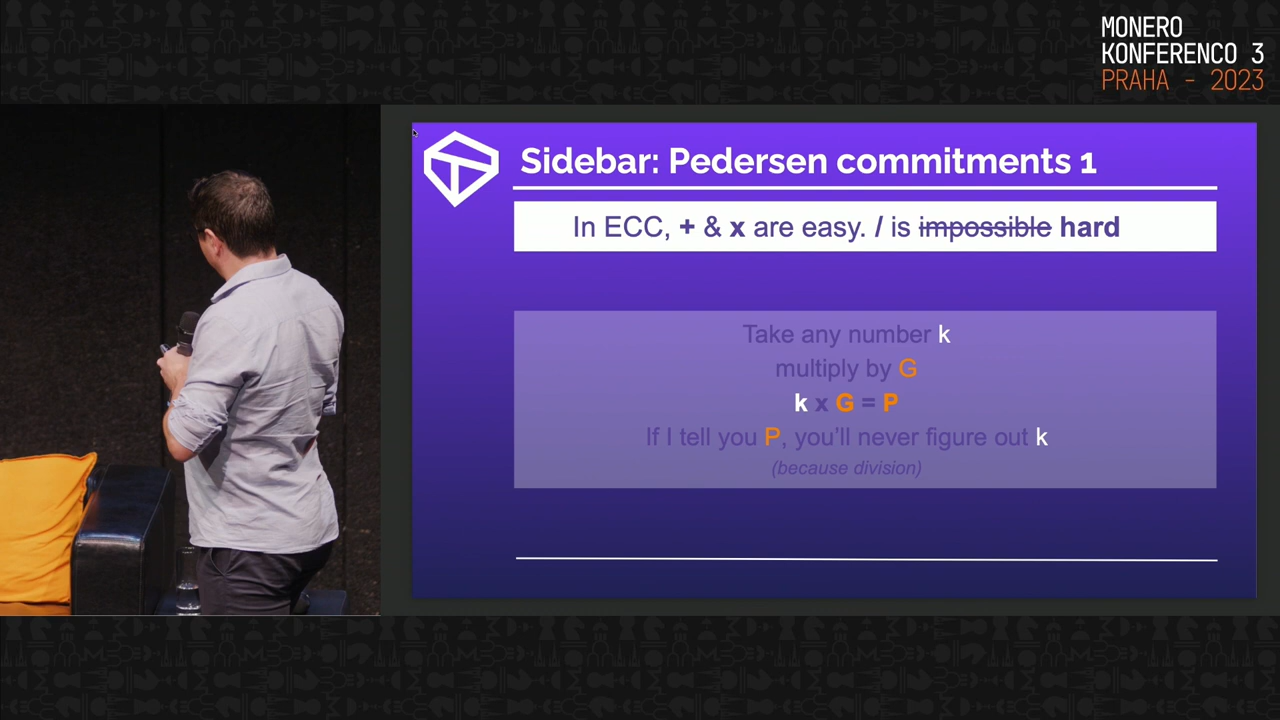 MONERO
KONFERENCO 3
PRAHA - 2023
Sidebar: Pedersen commitments 1
In ECC, + & x are easy. / is impossible hard
Take any number k
multiply by G
k x G = P
If I tell you P, you'll never figure out k
(because division)